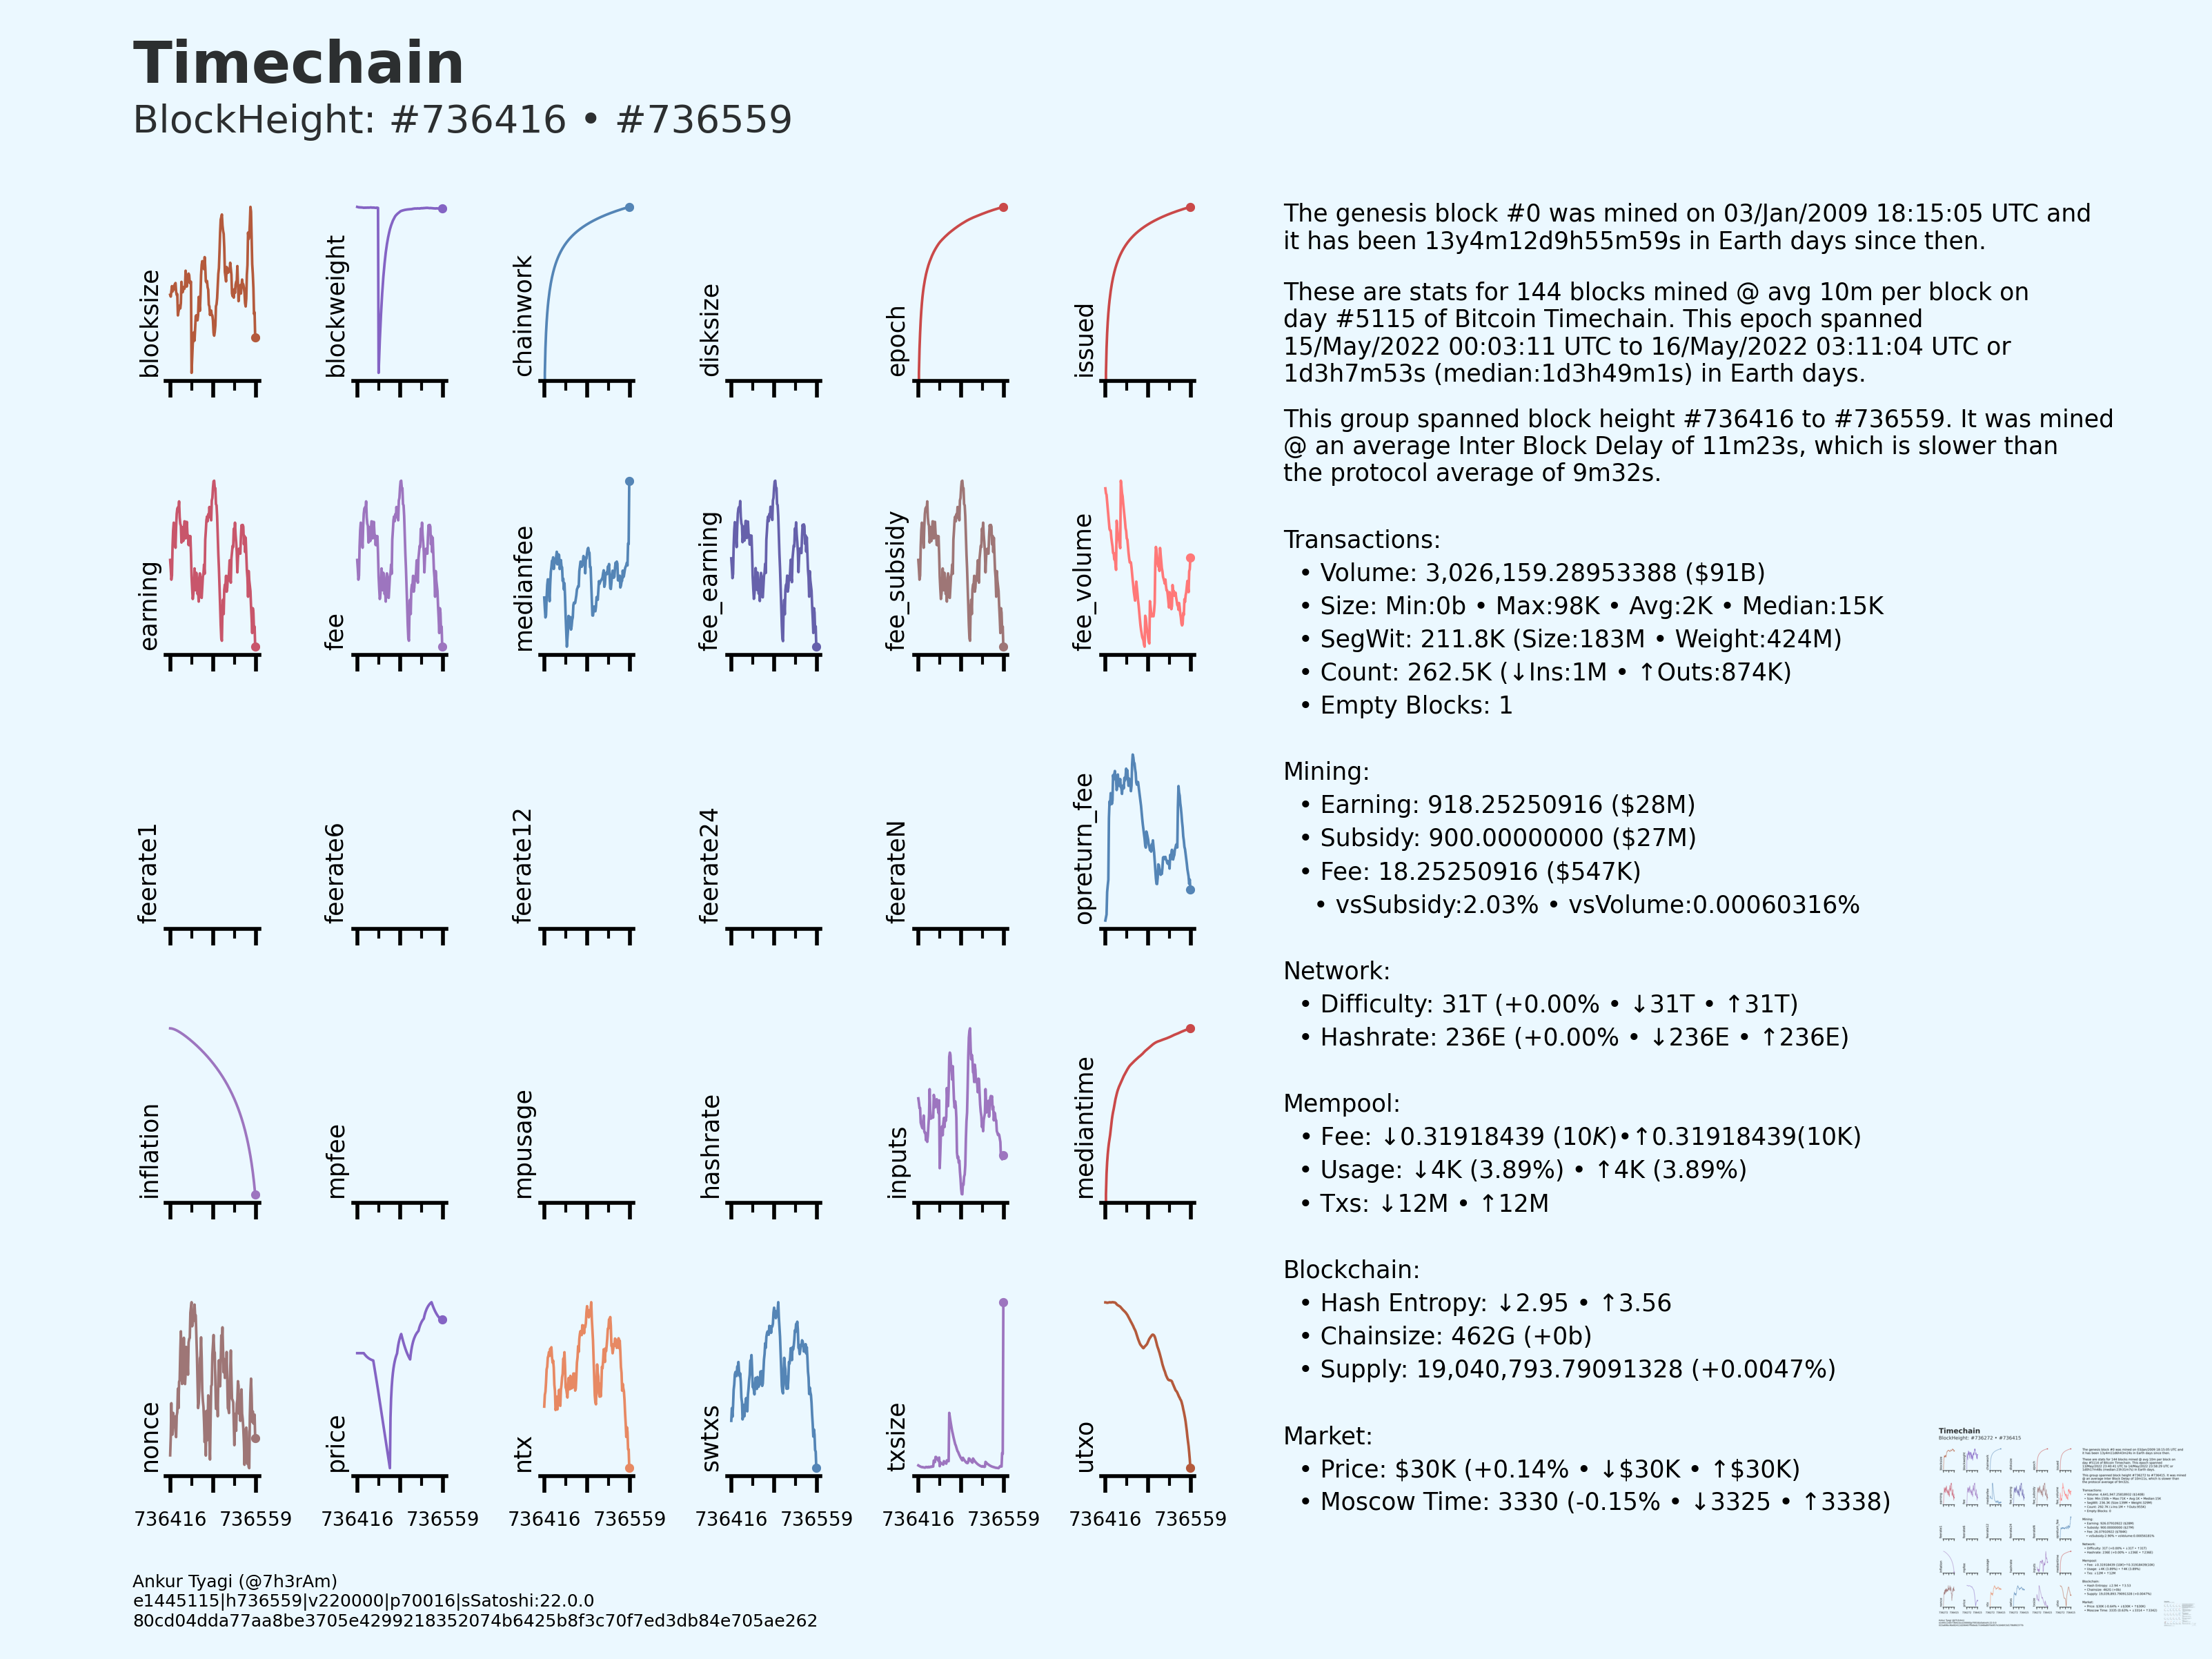 Timechain
BlockHeight: #736416 • #736559
blocksize
blockweight
chainwork
disksize
epoch
issued
earning
fee
medianfee
fee_earning
fee_subsidy
fee_volume
feerate1
feerate6
feerate12
feerate24
feerateN
opreturn_fee
inflation
mpfee
mpusage
hashrate
inputs
mediantime
nonce
price
ntx
swtxs
txsize
utxo
736416 736559 736416 736559 736416 736559 736416 736559 736416 736559 736416 736559
The genesis block #0 was mined on 03/Jan/2009 18:15:05 UTC and
it has been 13y4m12d9h55m59s in Earth days since then.
These are stats for 144 blocks mined @ avg 10m per block on
day #5115 of Bitcoin Timechain. This epoch spanned
15/May/2022 00:03:11 UTC to 16/May/2022 03:11:04 UTC or
1d3h7m53s (median:1d3h49m1s) in Earth days.
This group spanned block height #736416 to #736559. It was mined
@ an average Inter Block Delay of 11m23s, which is slower than
the protocol average of 9m32s.
Transactions:
• Volume: 3,026,159.28953388 ($91B)
• Size: Min:0b • Max:98K • Avg:2K • Median:15K
• SegWit: 211.8K (Size:183M • Weight:424M)
• Count: 262.5K (↓Ins:1M • ↑Outs:874K)
• Empty Blocks: 1
Mining:
• Earning: 918.25250916 ($28M)
• Subsidy: 900.00000000 ($27M)
• Fee: 18.25250916 ($547K)
• vsSubsidy:2.03% • vsVolume:0.00060316%
Network:
• Difficulty: 31T (+0.00% • ↓31T • ↑31T)
• Hashrate: 236E (+0.00% • ↓236E • ↑236E)
Mempool:
• Fee: ↓0.31918439 (10K)•↑0.31918439(10K)
• Usage: ↓4K (3.89%) • ↑4K (3.89%)
• Txs: ↓12M • ↑12M
Blockchain:
• Hash Entropy: ↓2.95 • ↑3.56
• Chainsize: 462G (+0b)
• Supply: 19,040,793.79091328 (+0.0047%)
Market:
• Price: $30K (+0.14% • ↓$30K • ↑$30K)
• Moscow Time: 3330 (-0.15% • ↓3325 • ↑3338)
Ankur Tyagi (@7h3rAm)
e1445115|h736559|v220000|p70016|sSatoshi:22.0.0
80cd04dda77aa8be3705e4299218352074b6425b8f3c70f7ed3db84e705ae262
Timechain
BlockHeight: #736272 • #736415